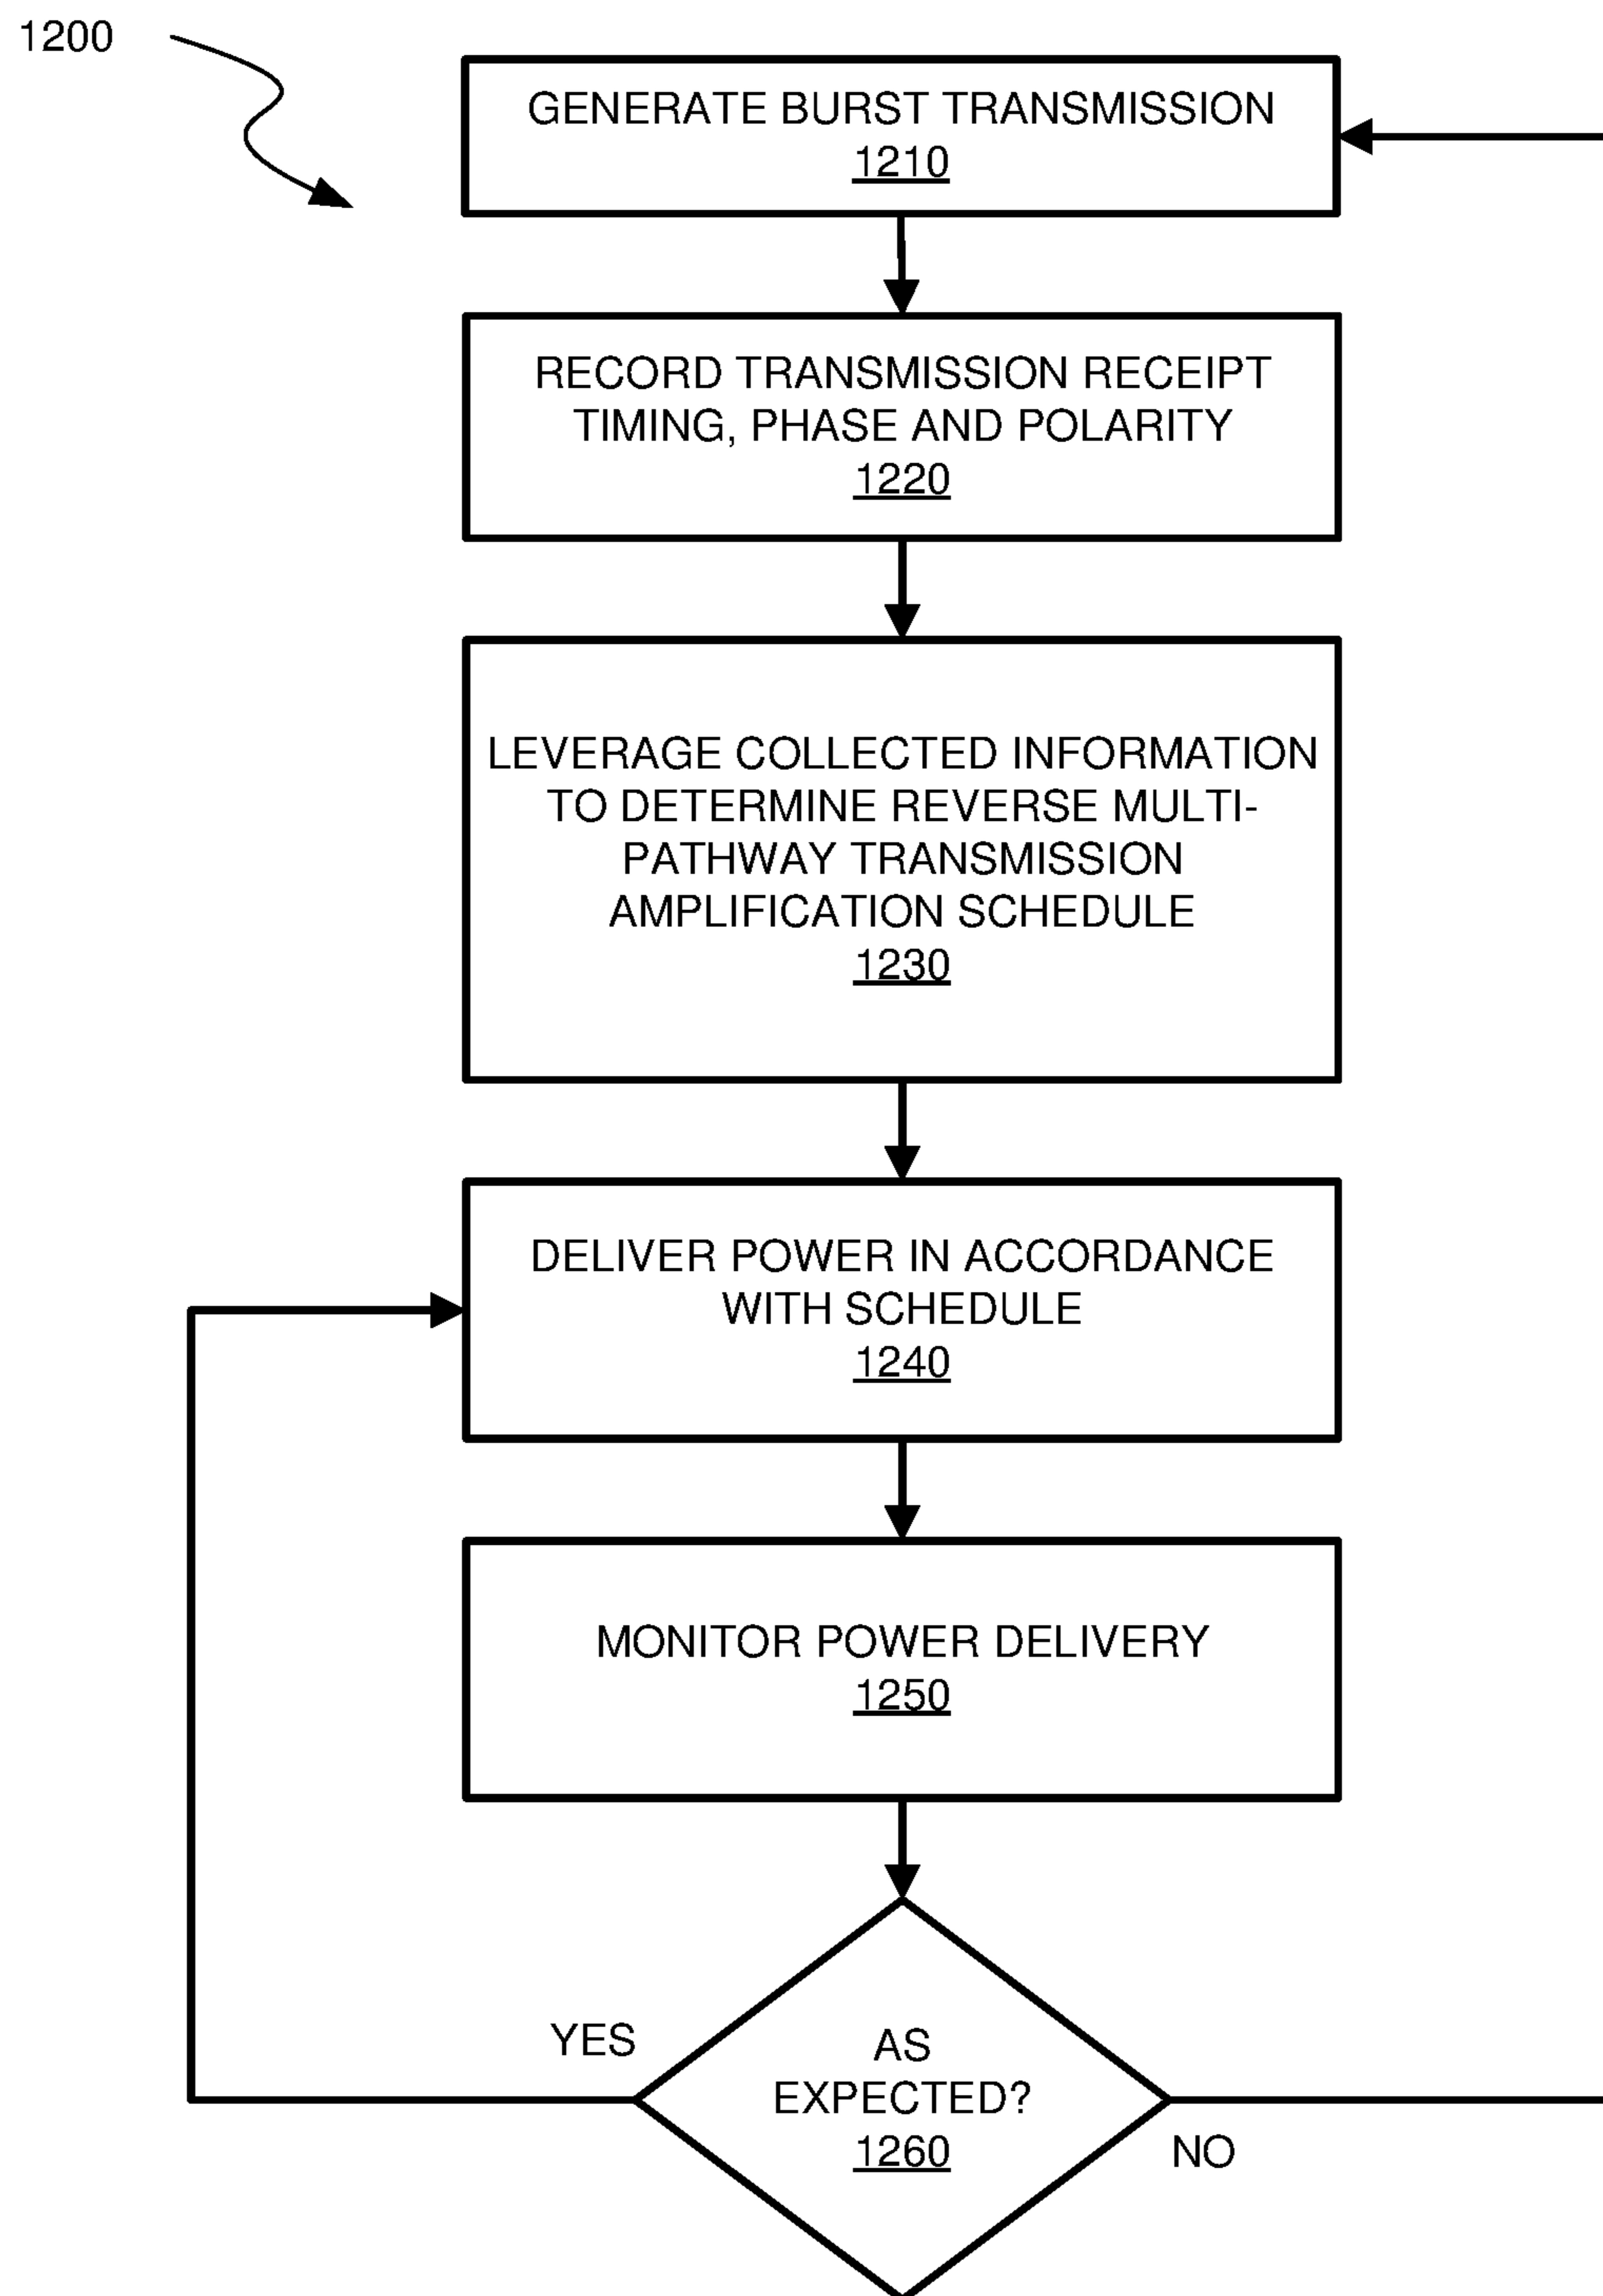 1200
GENERATE BURST TRANSMISSION
1210
RECORD TRANSMISSION RECEIPT
TIMING, PHASE AND POLARITY
1220
LEVERAGE COLLECTED INFORMATION
TO DETERMINE REVERSE MULTI-
PATHWAY TRANSMISSION
AMPLIFICATION SCHEDULE
1230
DELIVER POWER IN ACCORDANCE
WITH SCHEDULE
1240
MONITOR POWER DELIVERY
1250
YES
AS
EXPECTED?
1260
NO